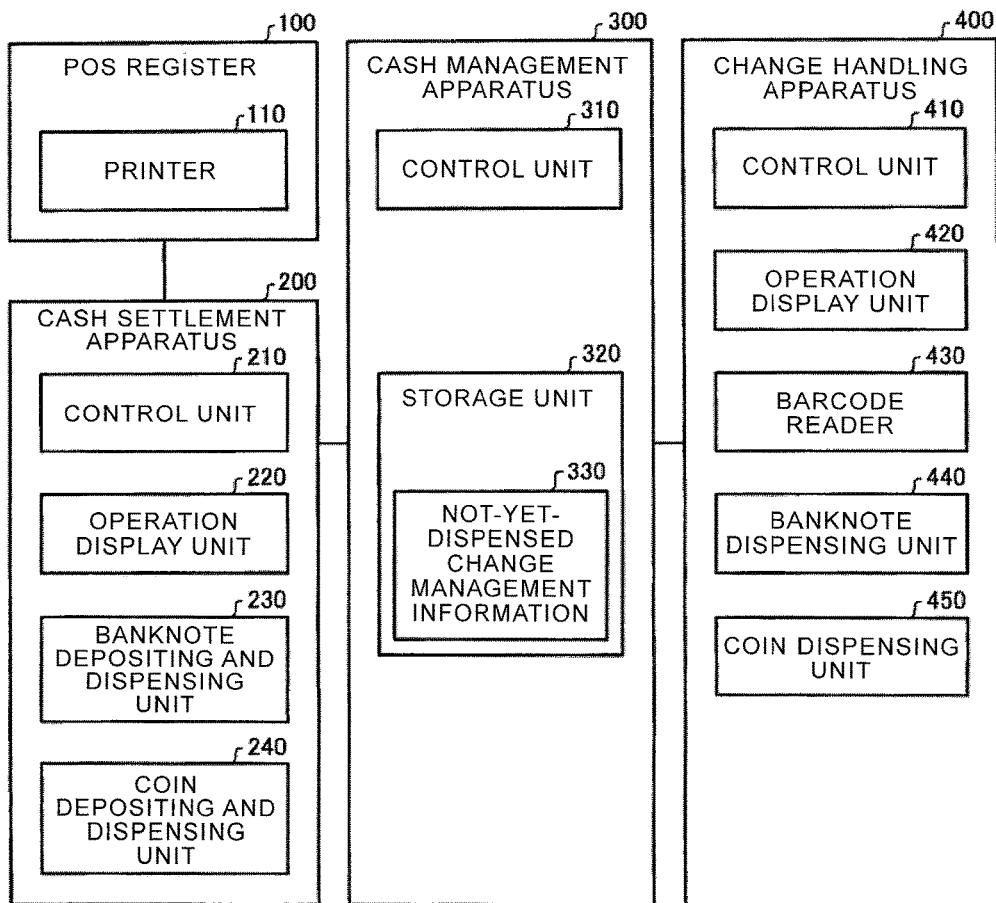 100
POS REGISTER
110
PRINTER
200
CASH SETTLEMENT
APPARATUS
210
CONTROL UNIT
220
OPERATION
DISPLAY UNIT
230
BANKNOTE
DEPOSITING AND
DISPENSING
UNIT
240
COIN
DEPOSITING AND
DISPENSING
UNIT
300
CASH MANAGEMENT
APPARATUS
310
CONTROL UNIT
320
STORAGE UNIT
330
NOT-YET-
DISPENSED
CHANGE
MANAGEMENT
INFORMATION
400
CHANGE HANDLING
APPARATUS
410
CONTROL UNIT
420
OPERATION
DISPLAY UNIT
430
BARCODE
READER
440
BANKNOTE
DISPENSING UNIT
450
COIN DISPENSING
UNIT